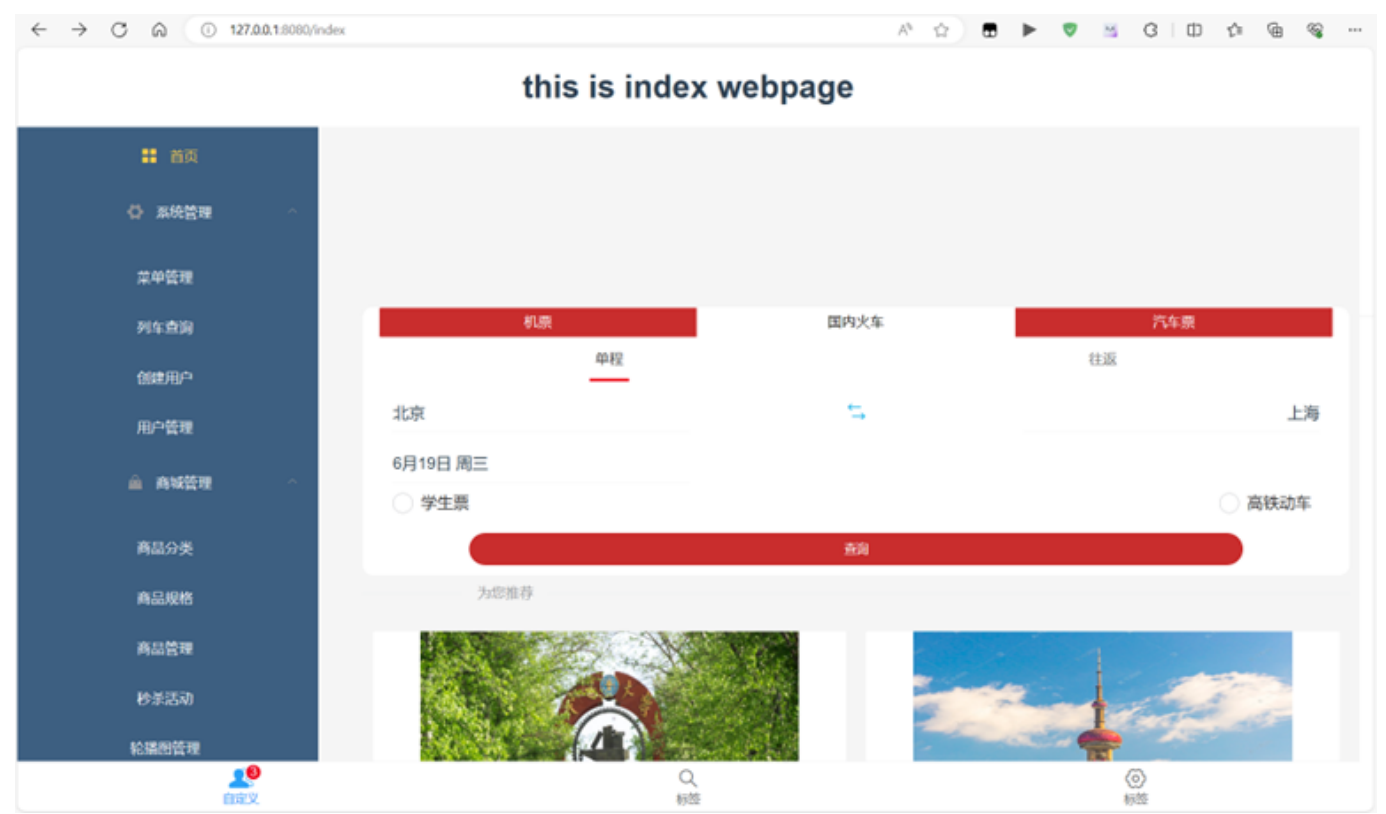 127.0.0.1:8080/index
this is index webpage
首页
系统管理
菜单管理
列车查询
创建用户
用户管理
商城管理
商品分类
商品规格
商品管理
秒杀活动
轮播图管理
机票 国内火车 汽车票
单程 往返
北京 上海
6月19日 周三
学生票 高铁动车
查询
为您推荐
大学
3
自定义 标签 标签